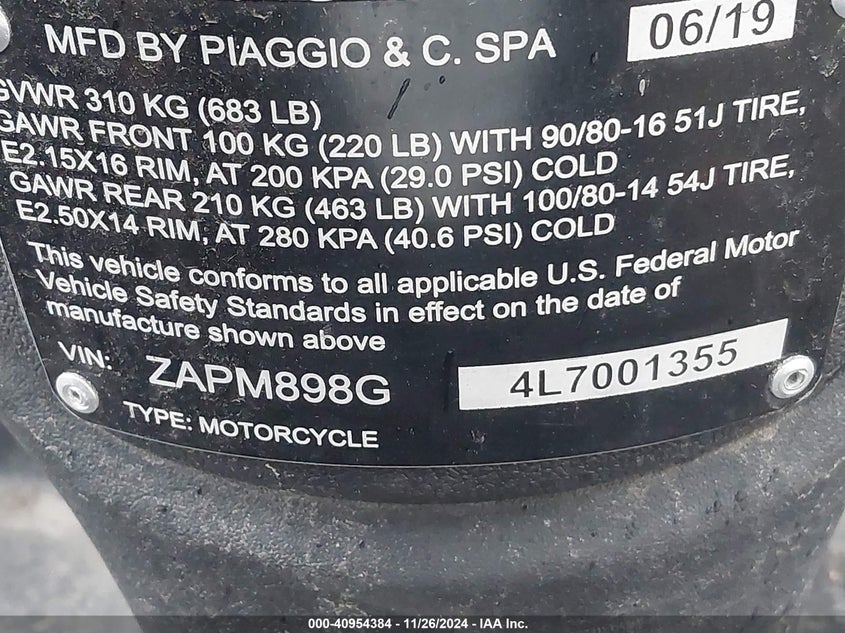 MFD BY PIAGGIO & C. SPA 06/19
GVWR 310 KG (683 LB)
GAWR FRONT 100 KG (220 LB) WITH 90/80-16 51J TIRE,
E2.15X16 RIM, AT 200 KPA (29.0 PSI) COLD
GAWR REAR 210 KG (463 LB) WITH 100/80-14 54J TIRE,
E2.50X14 RIM, AT 280 KPA (40.6 PSI) COLD
This vehicle conforms to all applicable U.S. Federal Motor
Vehicle Safety Standards in effect on the date of
manufacture shown above
VIN: ZAPM898G 4L7001355
TYPE: MOTORCYCLE
000-40954384 - 11/26/2024 - IAA Inc.